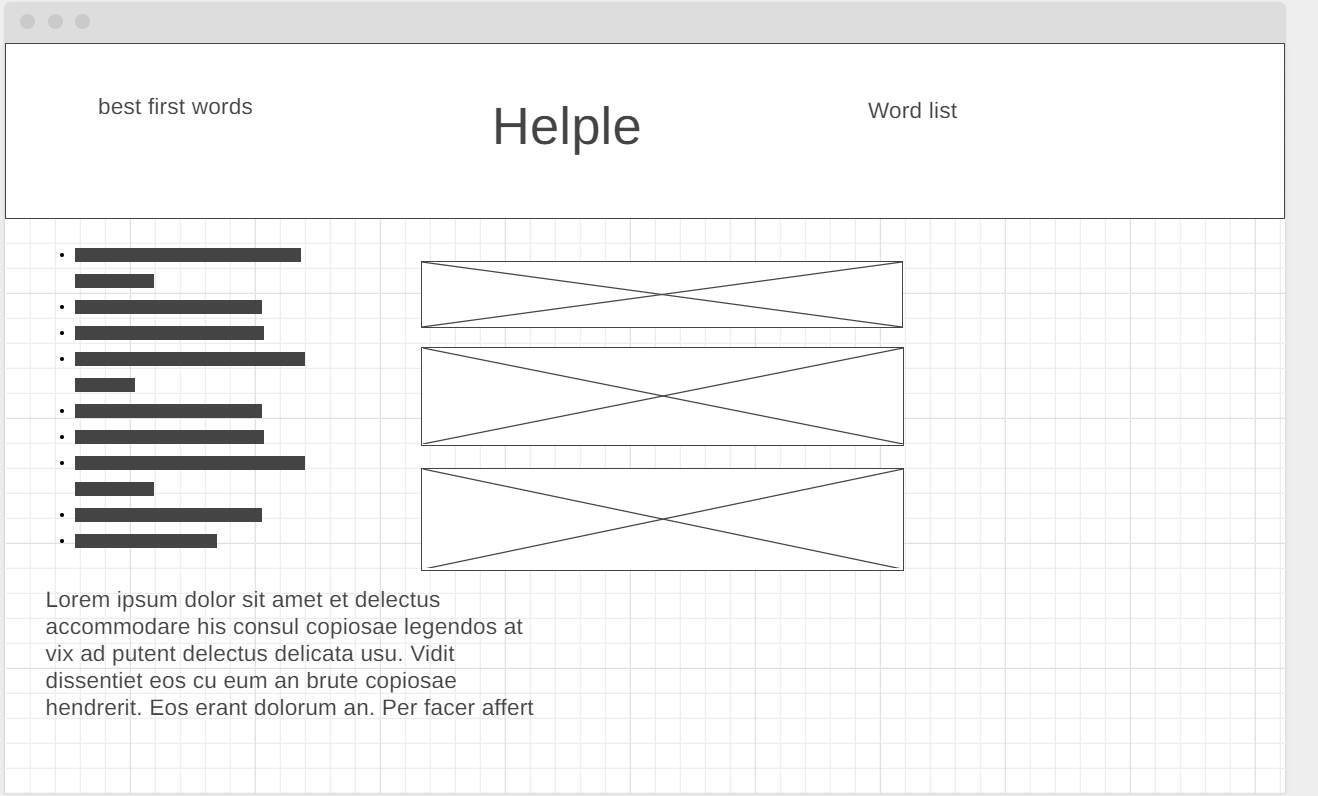 best first words
Helple
Word list
Lorem ipsum dolor sit amet et delectus
accommodare his consul copiosae legendos at
vix ad putent delectus delicata usu. Vidit
dissentiet eos cu eum an brute copiosae
hendrerit. Eos erant dolorum an. Per facer affert